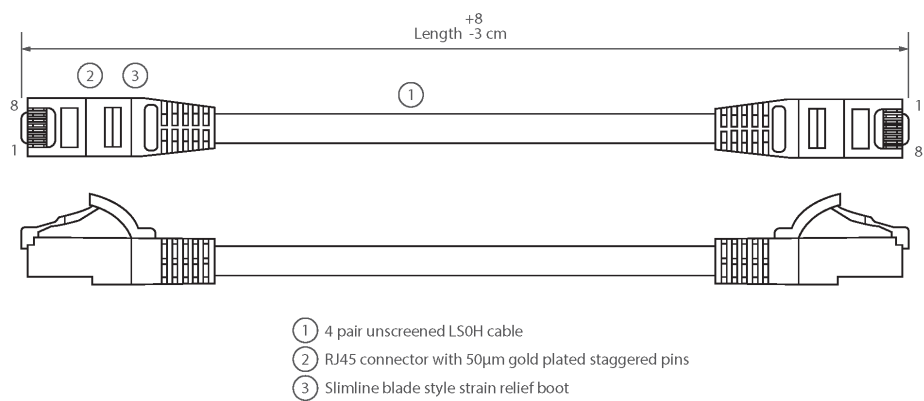 +8
Length -3 cm
2 3 1
8 1
1 8
1 4 pair unscreened LS0H cable
2 RJ45 connector with 50µm gold plated staggered pins
3 Slimline blade style strain relief boot